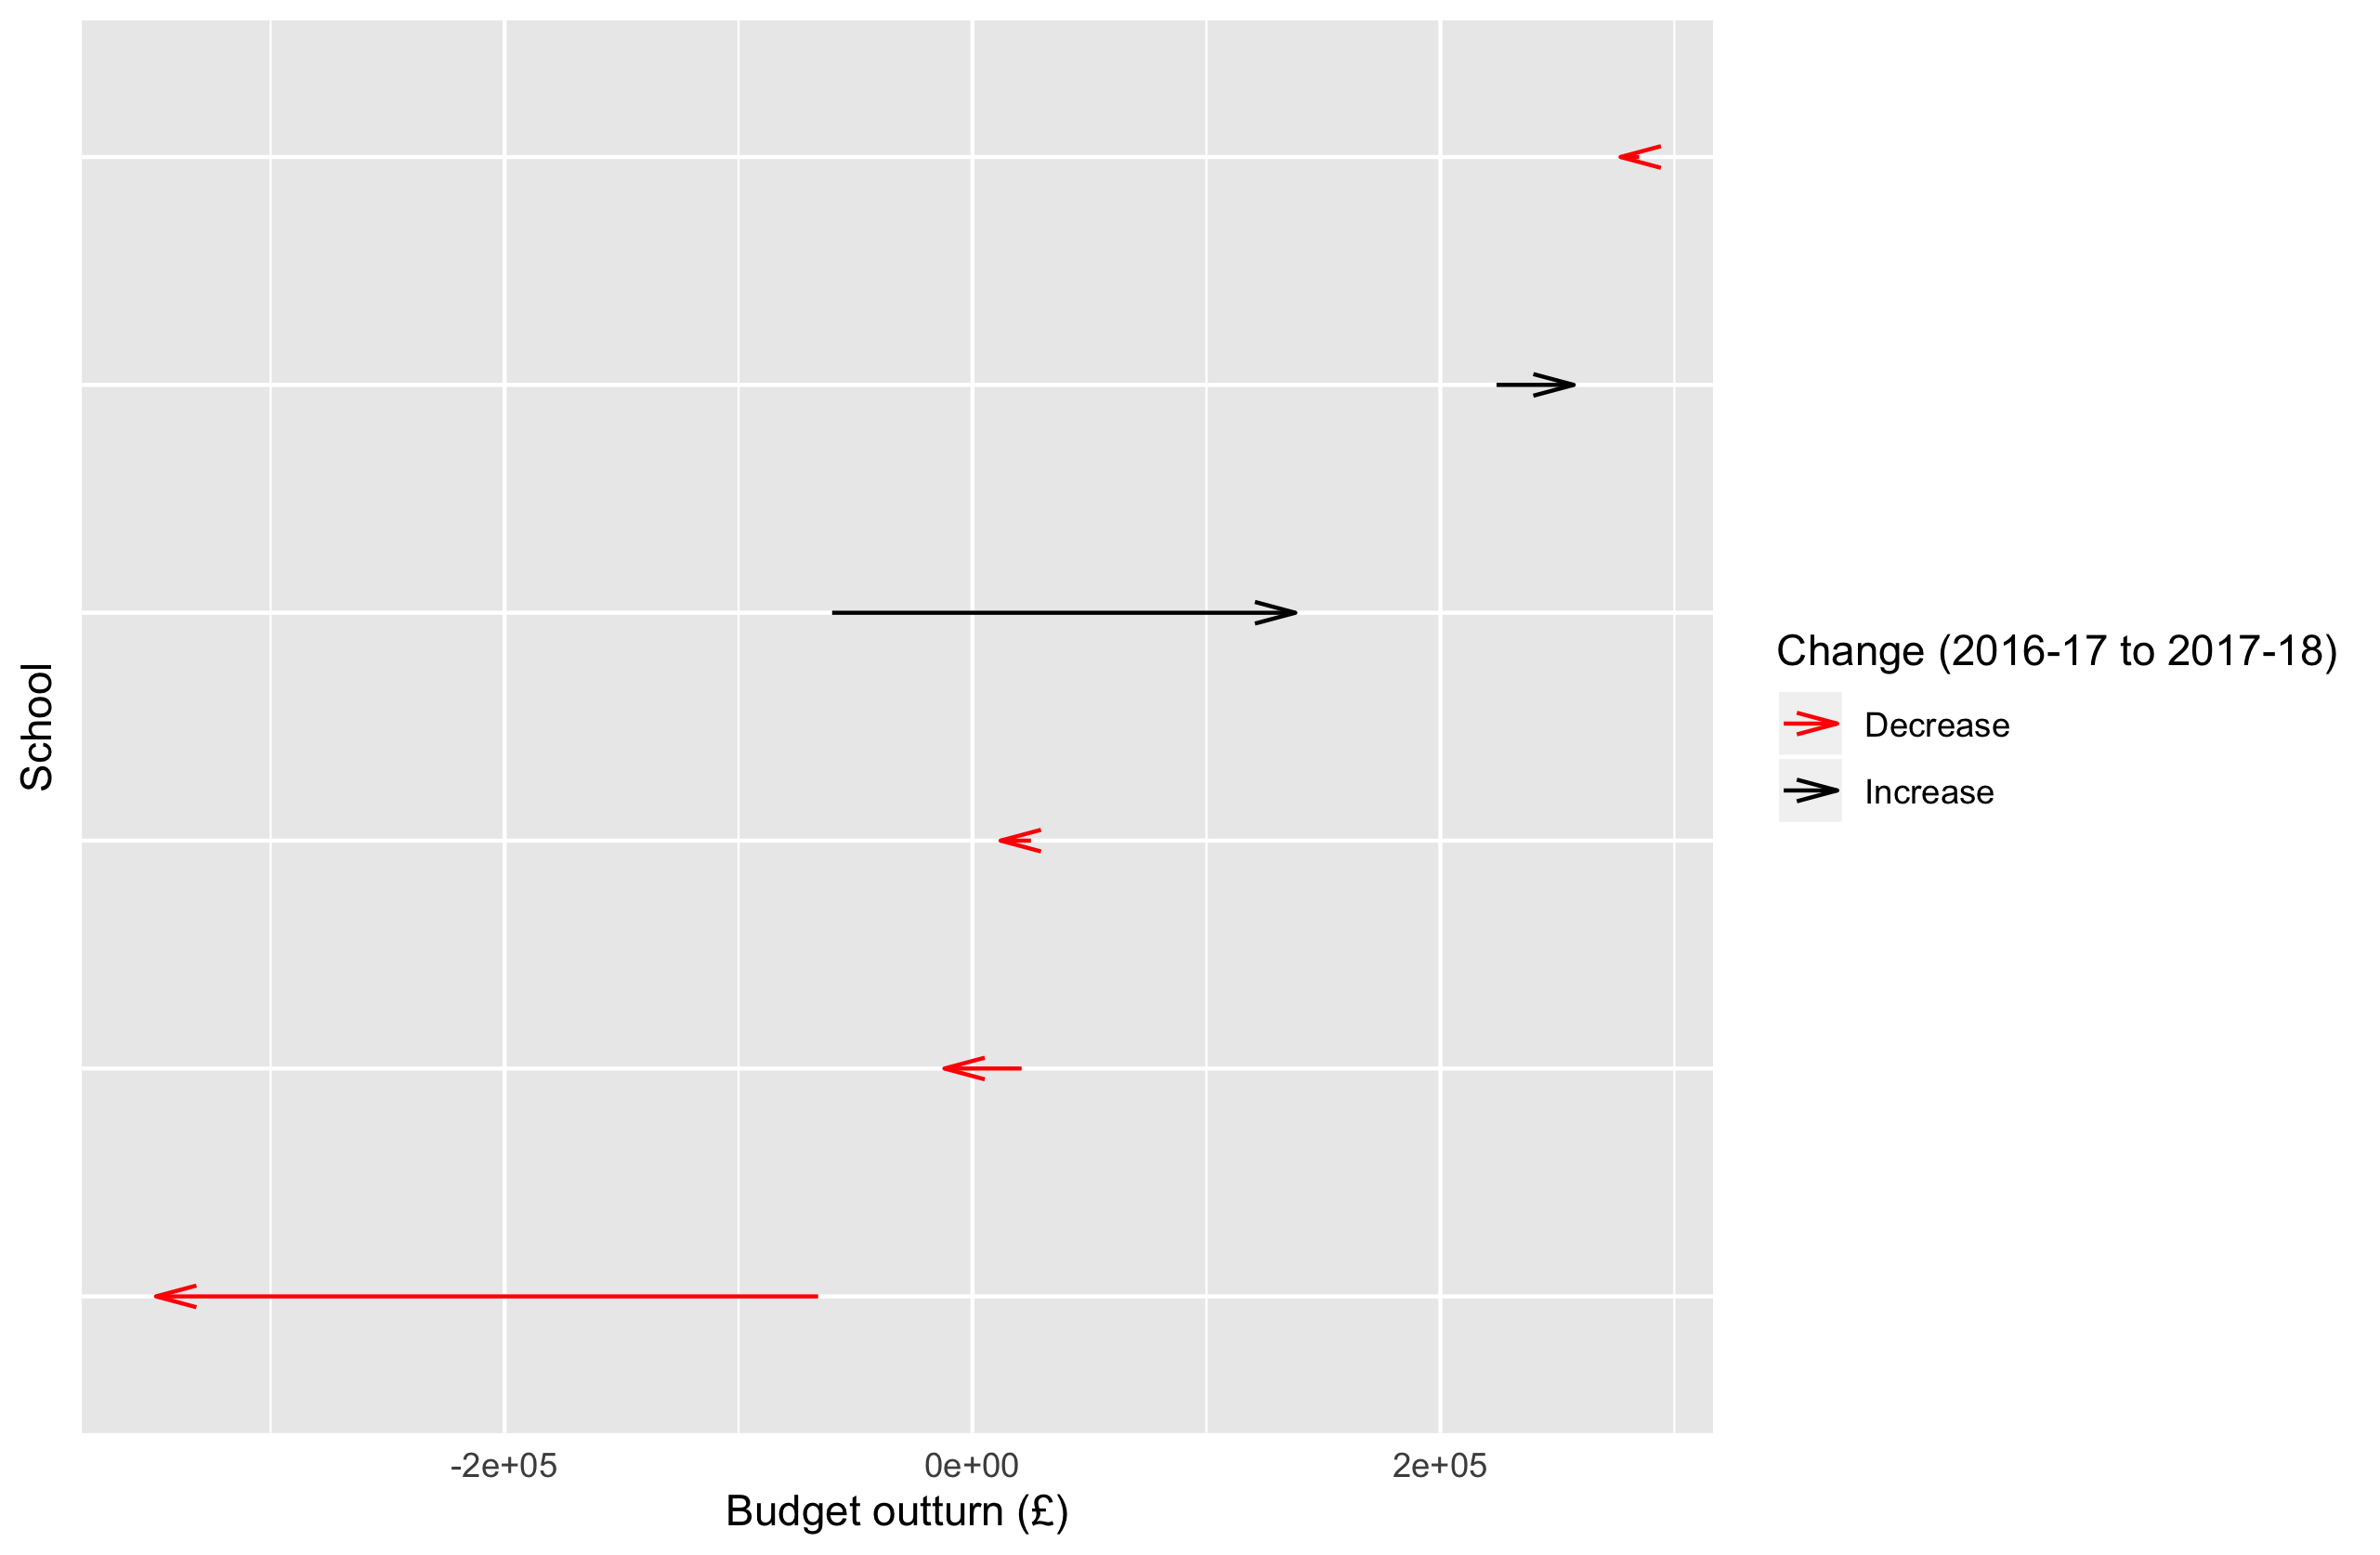 School
-2e+05
0e+00
2e+05
Budget outturn (£)
Change (2016-17 to 2017-18)
Decrease
Increase